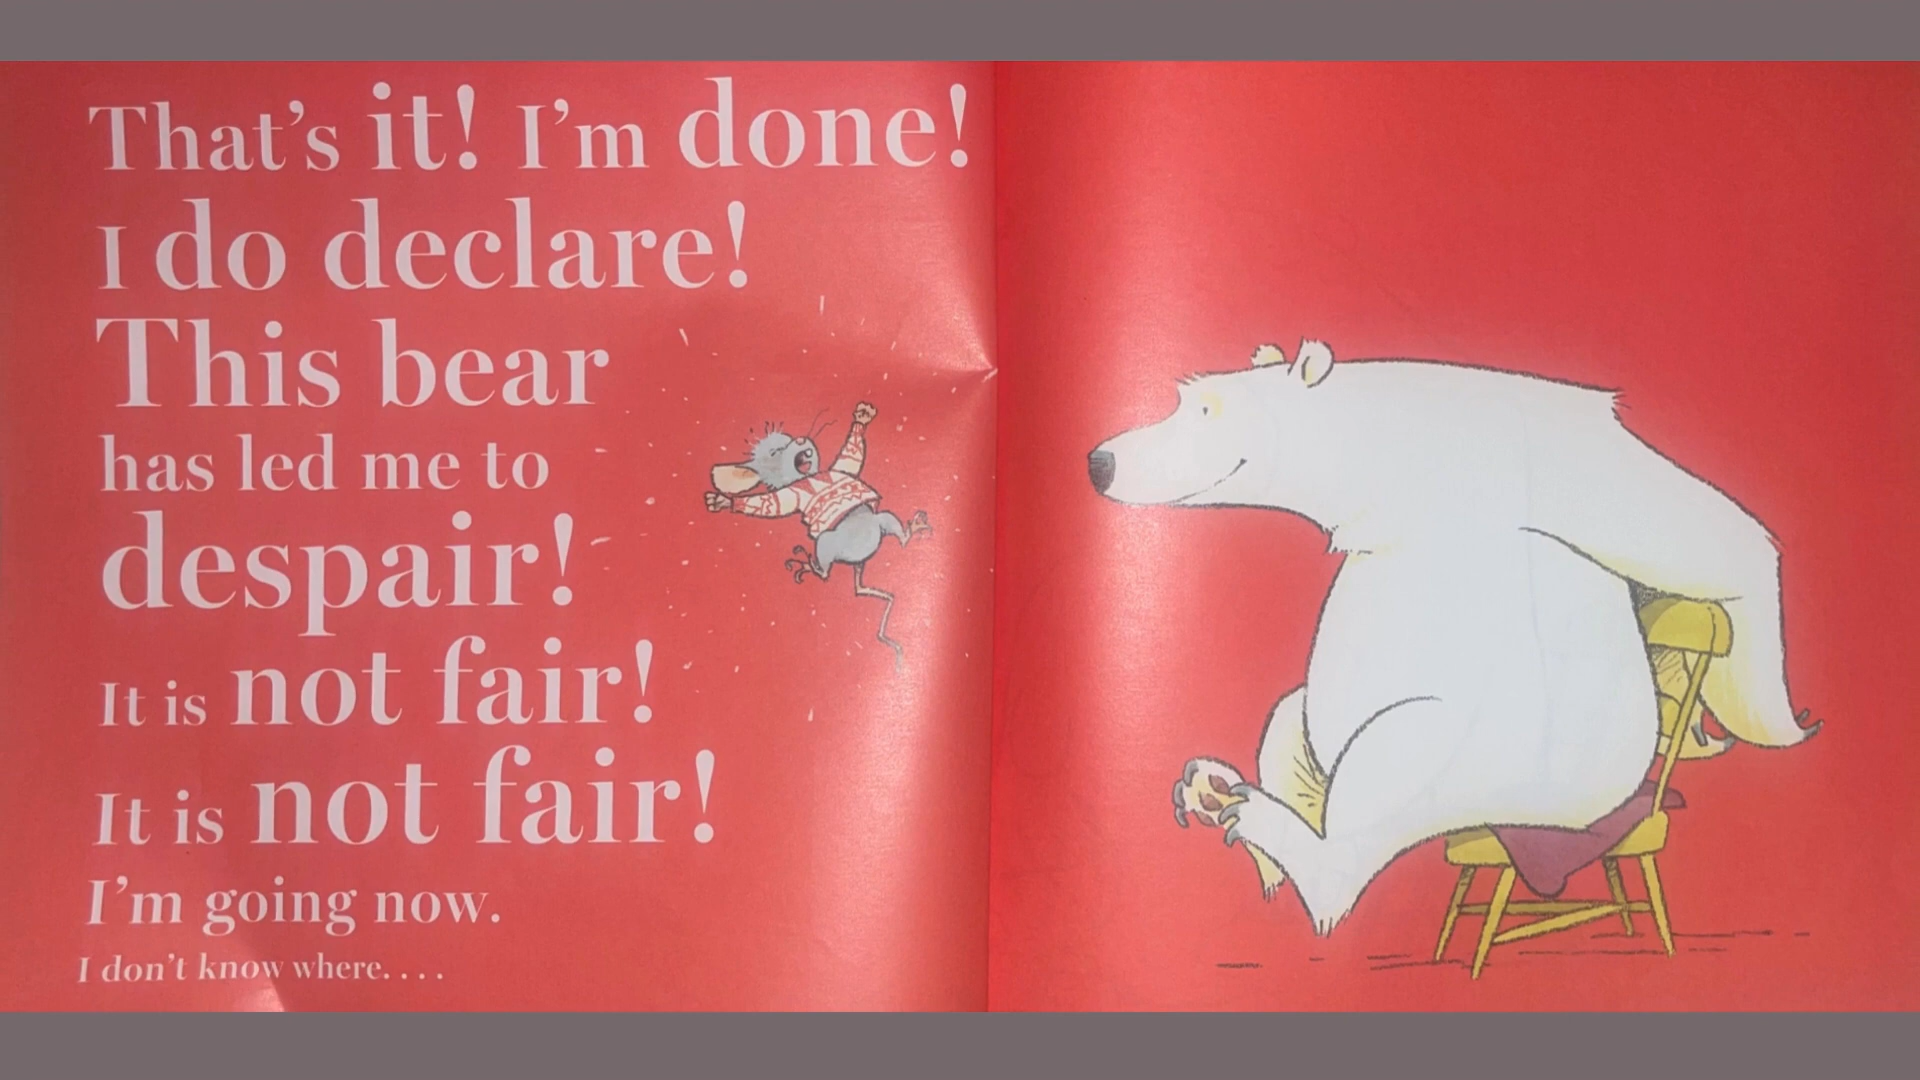 That's it! I'm done!
I do declare!
This bear
has led me to
despair!
It is not fair!
It is not fair!
I'm going now.
I don't know where. . . .